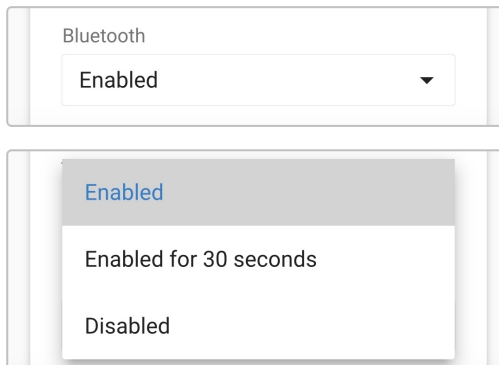 Bluetooth
Enabled
Enabled
Enabled for 30 seconds
Disabled